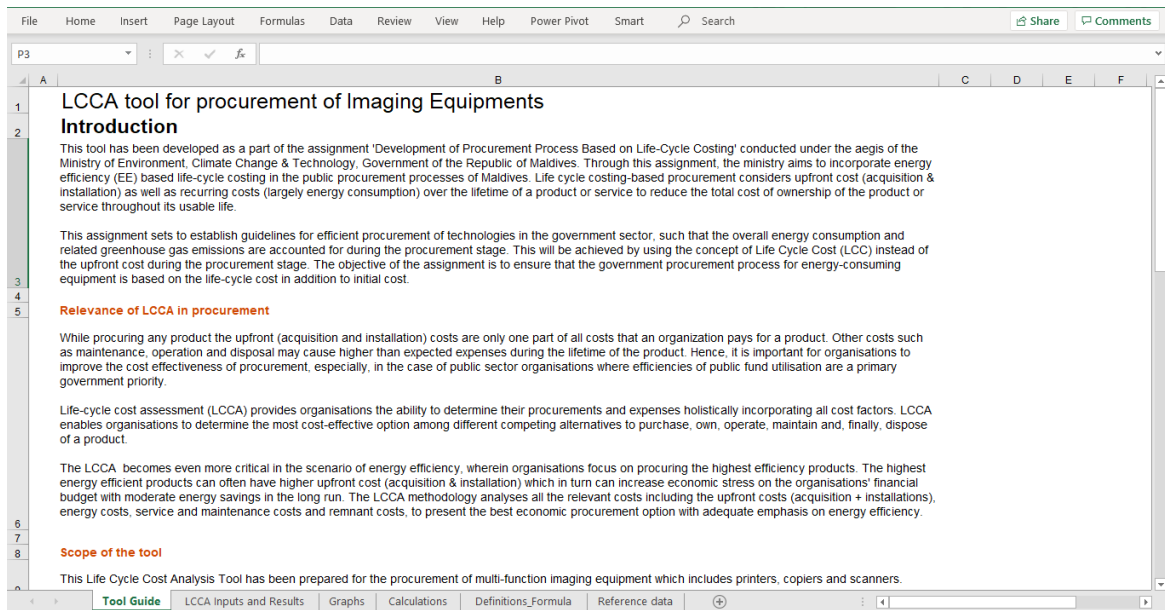 File Home Insert Page Layout Formulas Data Review View Help Power Pivot Smart Search Share Comments
P3 fx
A B C D E F
1 LCCA tool for procurement of Imaging Equipments
2 Introduction
This tool has been developed as a part of the assignment 'Development of Procurement Process Based on Life-Cycle Costing' conducted under the aegis of the
Ministry of Environment, Climate Change & Technology, Government of the Republic of Maldives. Through this assignment, the ministry aims to incorporate energy
efficiency (EE) based life-cycle costing in the public procurement processes of Maldives. Life cycle costing-based procurement considers upfront cost (acquisition &
installation) as well as recurring costs (largely energy consumption) over the lifetime of a product or service to reduce the total cost of ownership of the product or
service throughout its usable life.
This assignment sets to establish guidelines for efficient procurement of technologies in the government sector, such that the overall energy consumption and
related greenhouse gas emissions are accounted for during the procurement stage. This will be achieved by using the concept of Life Cycle Cost (LCC) instead of
the upfront cost during the procurement stage. The objective of the assignment is to ensure that the government procurement process for energy-consuming
3 equipment is based on the life-cycle cost in addition to initial cost.
4
5 Relevance of LCCA in procurement
While procuring any product the upfront (acquisition and installation) costs are only one part of all costs that an organization pays for a product. Other costs such
as maintenance, operation and disposal may cause higher than expected expenses during the lifetime of the product. Hence, it is important for organisations to
improve the cost effectiveness of procurement, especially, in the case of public sector organisations where efficiencies of public fund utilisation are a primary
government priority.
Life-cycle cost assessment (LCCA) provides organisations the ability to determine their procurements and expenses holistically incorporating all cost factors. LCCA
enables organisations to determine the most cost-effective option among different competing alternatives to purchase, own, operate, maintain and, finally, dispose
of a product.
The LCCA becomes even more critical in the scenario of energy efficiency, wherein organisations focus on procuring the highest efficiency products. The highest
energy efficient products can often have higher upfront cost (acquisition & installation) which in turn can increase economic stress on the organisations' financial
budget with moderate energy savings in the long run. The LCCA methodology analyses all the relevant costs including the upfront costs (acquisition + installations),
6 energy costs, service and maintenance costs and remnant costs, to present the best economic procurement option with adequate emphasis on energy efficiency.
7
8 Scope of the tool
This Life Cycle Cost Analysis Tool has been prepared for the procurement of multi-function imaging equipment which includes printers, copiers and scanners.
Tool Guide LCCA Inputs and Results Graphs Calculations Definitions_Formula Reference data